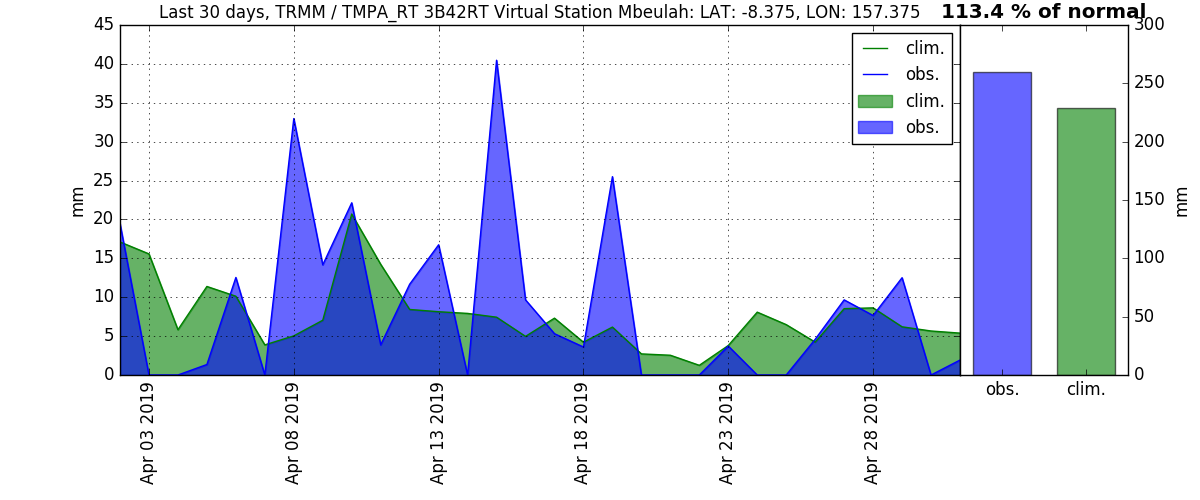 Last 30 days, TRMM / TMPA_RT 3B42RT Virtual Station Mbeulah: LAT: -8.375, LON: 157.375
113.4 % of normal
45
40
35
30
25
20
15
10
5
0
mm
clim.
obs.
clim.
obs.
Apr 03 2019
Apr 08 2019
Apr 13 2019
Apr 18 2019
Apr 23 2019
Apr 28 2019
300
250
200
150
100
50
0
mm
obs.
clim.